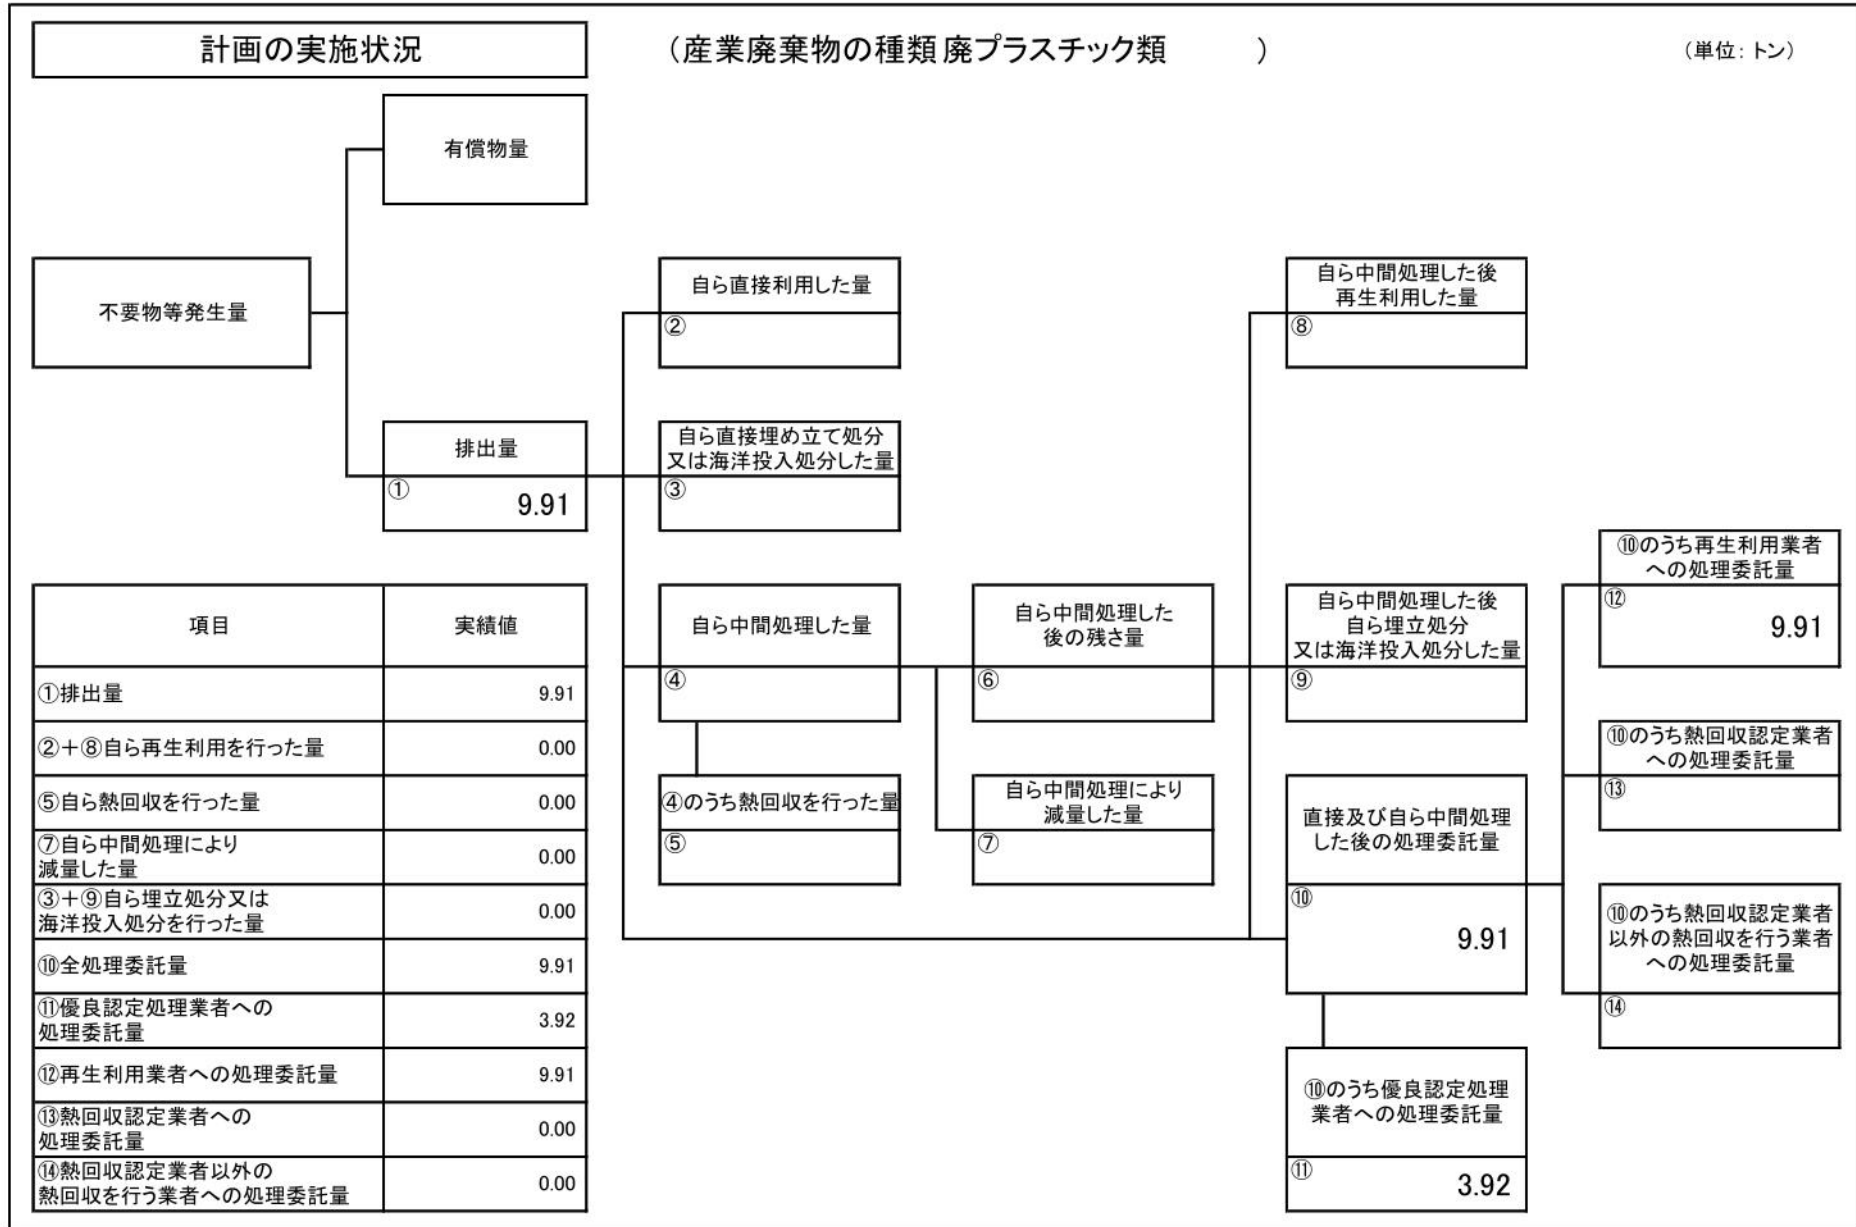 計画の実施状況
（産業廃棄物の種類 廃プラスチック類　　　）
（単位：トン）
有償物量
不要物等発生量
自ら直接利用した量
②
自ら中間処理した後
再生利用した量
⑧
排出量
①
9.91
自ら直接埋め立て処分
又は海洋投入処分した量
③
自ら中間処理した量
④
自ら中間処理した
後の残さ量
⑥
自ら中間処理した後
自ら埋立処分
又は海洋投入処分した量
⑨
⑩のうち再生利用業者
への処理委託量
⑫
9.91
④のうち熱回収を行った量
⑤
自ら中間処理により
減量した量
⑦
直接及び自ら中間処理
した後の処理委託量
⑩
9.91
⑩のうち熱回収認定業者
への処理委託量
⑬
⑩のうち熱回収認定業者
以外の熱回収を行う業者
への処理委託量
⑭
⑩のうち優良認定処理
業者への処理委託量
⑪
3.92
項目 実績値
①排出量 9.91
②＋⑧自ら再生利用を行った量 0.00
⑤自ら熱回収を行った量 0.00
⑦自ら中間処理により
減量した量 0.00
③＋⑨自ら埋立処分又は
海洋投入処分を行った量 0.00
⑩全処理委託量 9.91
⑪優良認定処理業者への
処理委託量 3.92
⑫再生利用業者への処理委託量 9.91
⑬熱回収認定業者への
処理委託量 0.00
⑭熱回収認定業者以外の
熱回収を行う業者への処理委託量 0.00